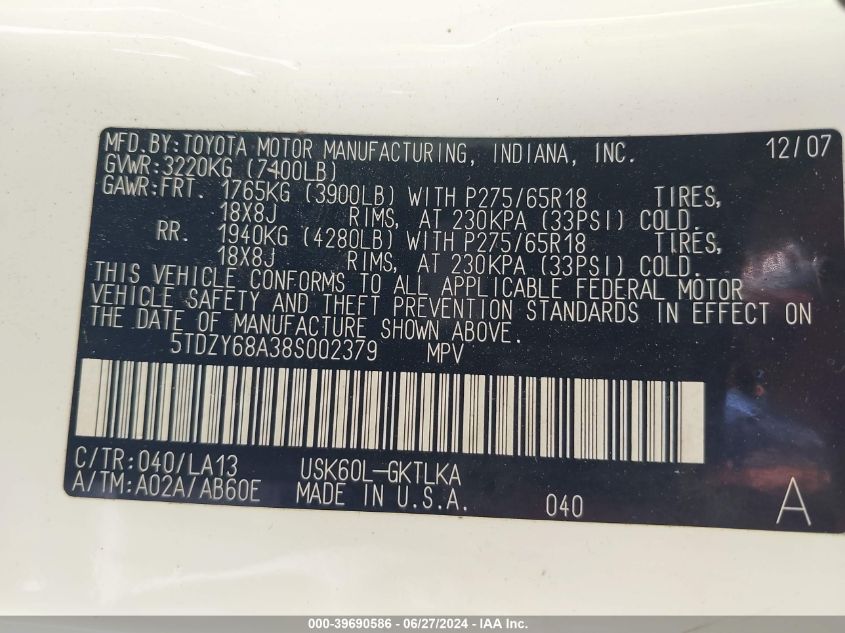 MFD.BY:TOYOTA MOTOR MANUFACTURING, INDIANA, INC. 12/07
GVWR:3220KG (7400LB)
GAWR:FRT. 1765KG (3900LB) WITH P275/65R18 TIRES,
18X8J RIMS, AT 230KPA (33PSI) COLD.
RR. 1940KG (4280LB) WITH P275/65R18 TIRES,
18X8J RIMS, AT 230KPA (33PSI) COLD.
THIS VEHICLE CONFORMS TO ALL APPLICABLE FEDERAL MOTOR
VEHICLE SAFETY AND THEFT PREVENTION STANDARDS IN EFFECT ON
THE DATE OF MANUFACTURE SHOWN ABOVE.
5TDZY68A38S002379 MPV
C/TR:040/LA13 USK60L-GKTLKA
A/TM:A02A/AB60E MADE IN U.S.A. 040 A
000-39690586 - 06/27/2024 - IAA Inc.